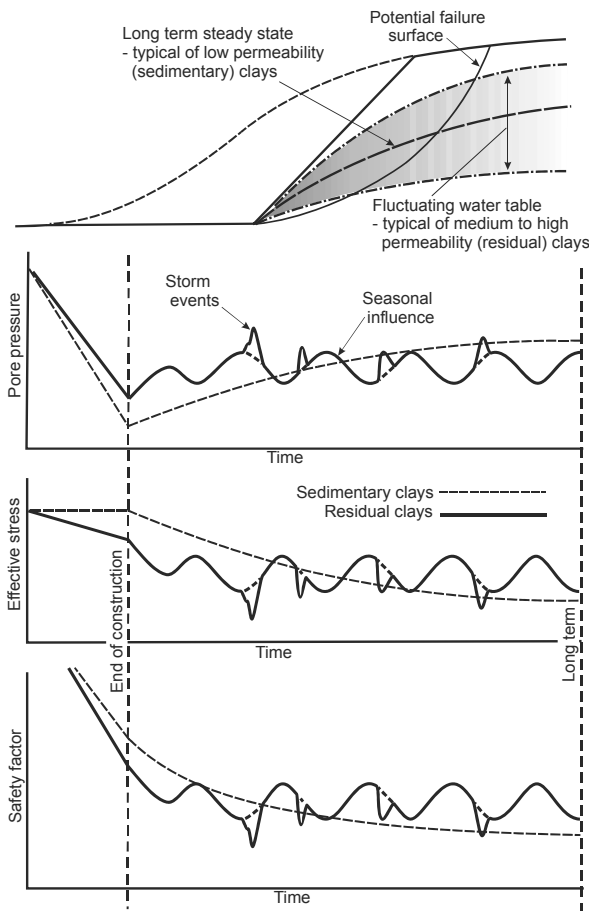 Potential failure
surface
Long term steady state
- typical of low permeability
(sedimentary) clays
Fluctuating water table
- typical of medium to high
permeability (residual) clays
Pore pressure
Storm
events
Seasonal
influence
Time
Effective stress
Sedimentary clays
Residual clays
End of construction
Long term
Time
Safety factor
Time